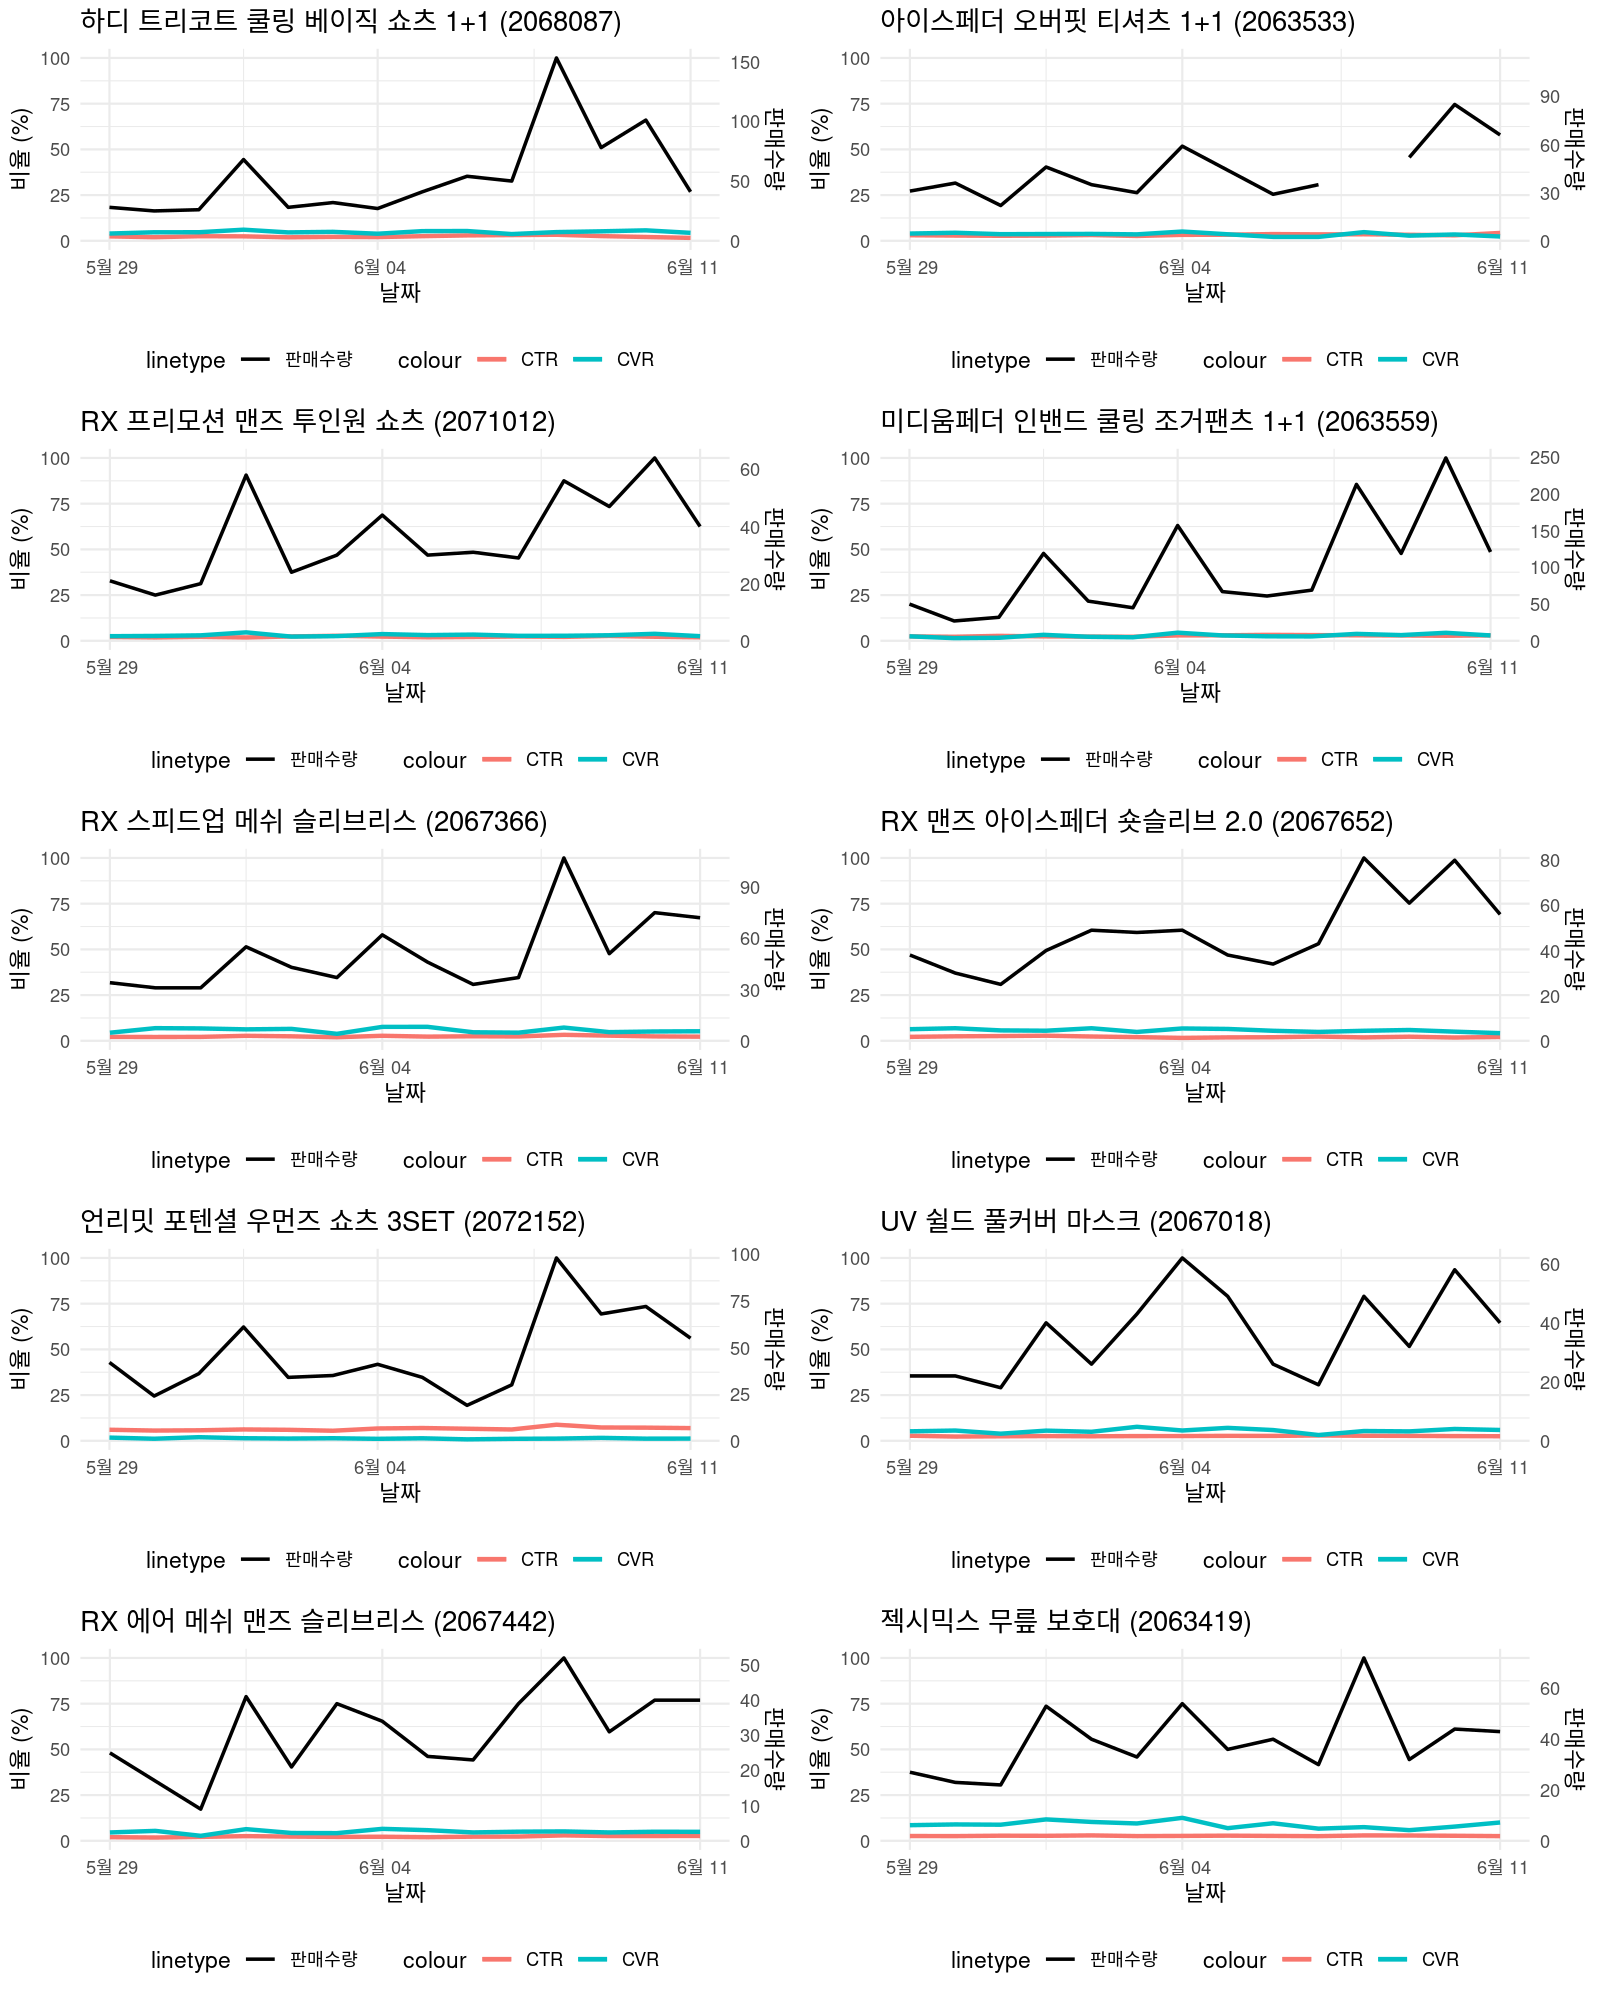 하디 트리코트 쿨링 베이직 쇼츠 1+1 (2068087)
비율 (%)
100
75
50
25
0
150
100
50
0
판매수량
5월 29
6월 04
6월 11
날짜
linetype 판매수량 colour CTR CVR
아이스페더 오버핏 티셔츠 1+1 (2063533)
비율 (%)
100
75
50
25
0
90
60
30
0
판매수량
5월 29
6월 04
6월 11
날짜
linetype 판매수량 colour CTR CVR
RX 프리모션 맨즈 투인원 쇼츠 (2071012)
비율 (%)
100
75
50
25
0
60
40
20
0
판매수량
5월 29
6월 04
6월 11
날짜
linetype 판매수량 colour CTR CVR
미디움페더 인밴드 쿨링 조거팬츠 1+1 (2063559)
비율 (%)
100
75
50
25
0
250
200
150
100
50
0
판매수량
5월 29
6월 04
6월 11
날짜
linetype 판매수량 colour CTR CVR
RX 스피드업 메쉬 슬리브리스 (2067366)
비율 (%)
100
75
50
25
0
90
60
30
0
판매수량
5월 29
6월 04
6월 11
날짜
linetype 판매수량 colour CTR CVR
RX 맨즈 아이스페더 숏슬리브 2.0 (2067652)
비율 (%)
100
75
50
25
0
80
60
40
20
0
판매수량
5월 29
6월 04
6월 11
날짜
linetype 판매수량 colour CTR CVR
언리밋 포텐셜 우먼즈 쇼츠 3SET (2072152)
비율 (%)
100
75
50
25
0
100
75
50
25
0
판매수량
5월 29
6월 04
6월 11
날짜
linetype 판매수량 colour CTR CVR
UV 쉴드 풀커버 마스크 (2067018)
비율 (%)
100
75
50
25
0
60
40
20
0
판매수량
5월 29
6월 04
6월 11
날짜
linetype 판매수량 colour CTR CVR
RX 에어 메쉬 맨즈 슬리브리스 (2067442)
비율 (%)
100
75
50
25
0
50
40
30
20
10
0
판매수량
5월 29
6월 04
6월 11
날짜
linetype 판매수량 colour CTR CVR
젝시믹스 무릎 보호대 (2063419)
비율 (%)
100
75
50
25
0
60
40
20
0
판매수량
5월 29
6월 04
6월 11
날짜
linetype 판매수량 colour CTR CVR